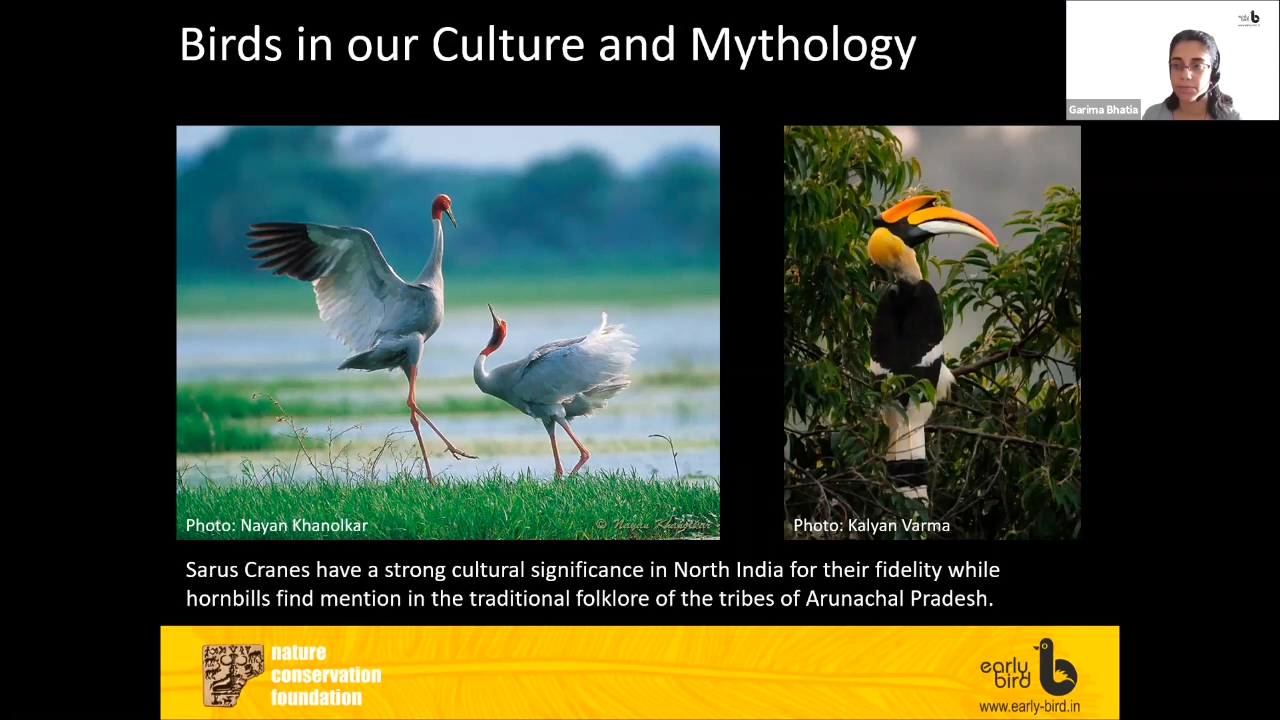 Birds in our Culture and Mythology
Garima Bhatia
Photo: Nayan Khanolkar
© Nayan Khanolkar
Photo: Kalyan Varma
Sarus Cranes have a strong cultural significance in North India for their fidelity while
hornbills find mention in the traditional folklore of the tribes of Arunachal Pradesh.
nature
conservation
foundation
early
bird
www.early-bird.in